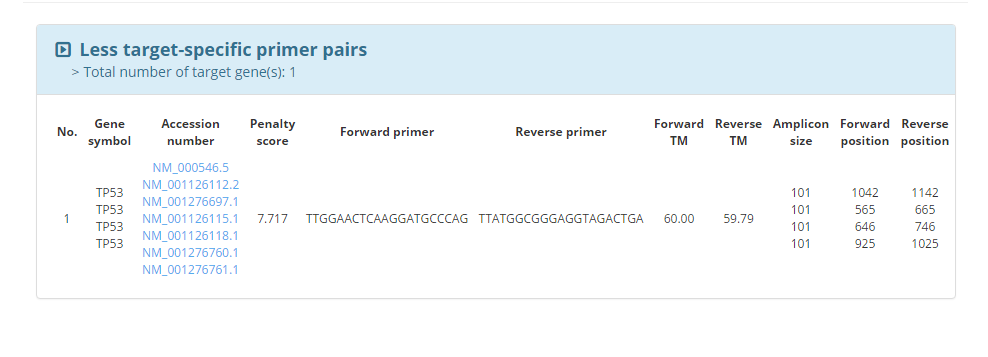 Less target-specific primer pairs
> Total number of target gene(s): 1
No. Gene symbol Accession number Penalty score Forward primer Reverse primer Forward TM Reverse TM Amplicon size Forward position Reverse position
NM_000546.5
TP53 NM_001126112.2 101 1042 1142
TP53 NM_001276697.1 101 565 665
1 NM_001126115.1 7.717 TTGGAACTCAAGGATGCCCAG TTATGGCGGGAGGTAGACTGA 60.00 59.79
TP53 NM_001126118.1 101 646 746
TP53 NM_001276760.1 101 925 1025
NM_001276761.1